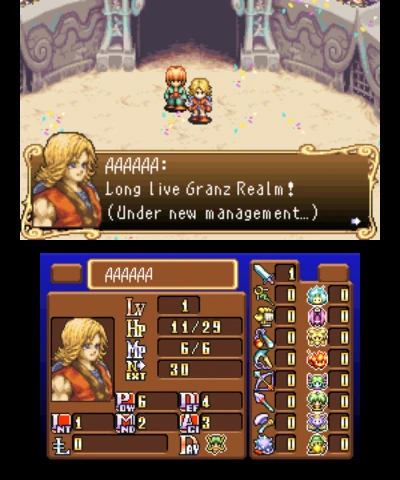 AAAAAA:
Long live Granz Realm!
(Under new management…)
AAAAAA
Lv 1
Hp 11/29
Mp 6/6
NEXT 30
POW 6 DEF 4
INT 1 MND 2 AGI 3
0 DAY
1
0 0
0 0
0 0
0 0
0 0
0 0
0 0
0 0